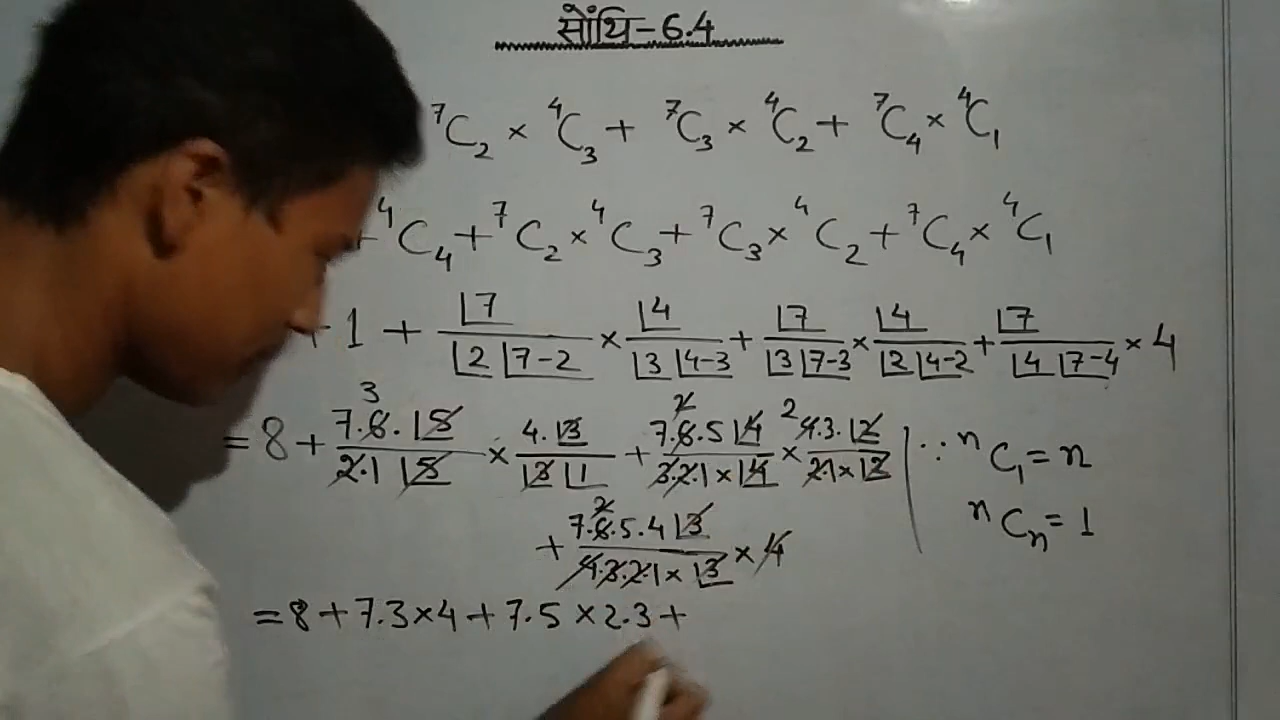 सोंथि-6.4
⁷C₂ × ⁴C₃ + ⁷C₃ × ⁴C₂ + ⁷C₄ × ⁴C₁
+ ⁴C₄ + ⁷C₂ × ⁴C₃ + ⁷C₃ × ⁴C₂ + ⁷C₄ × ⁴C₁
+ 1 + |7 / |2 |7-2 × |4 / |3 |4-3 + |7 / |3 |7-3 × |4 / |2 |4-2 + |7 / |4 |7-4 × 4
= 8 + 7.6.|5 / 2.1 |5 × 4.|3 / |3 |1 + 7.6.5 |4 / 3.2.1 × |4 × 4.3.|2 / 2.1 × |2 ∵ ⁿC₁ = n
ⁿCₙ = 1
+ 7.6.5.4 |3 / 4.3.2.1 × |3 × 4
= 8 + 7.3 × 4 + 7.5 × 2.3 +